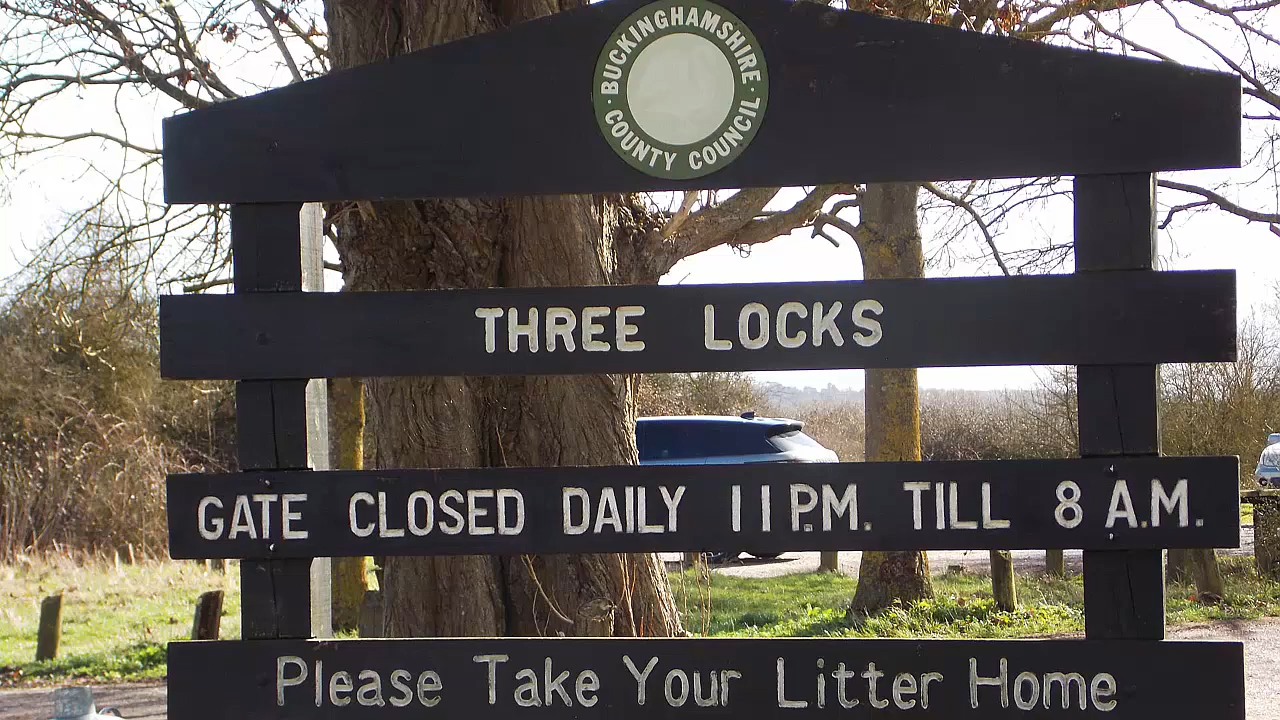 BUCKINGHAMSHIRE
COUNTY COUNCIL
THREE LOCKS
GATE CLOSED DAILY 11 P.M. TILL 8 A.M.
Please Take Your Litter Home